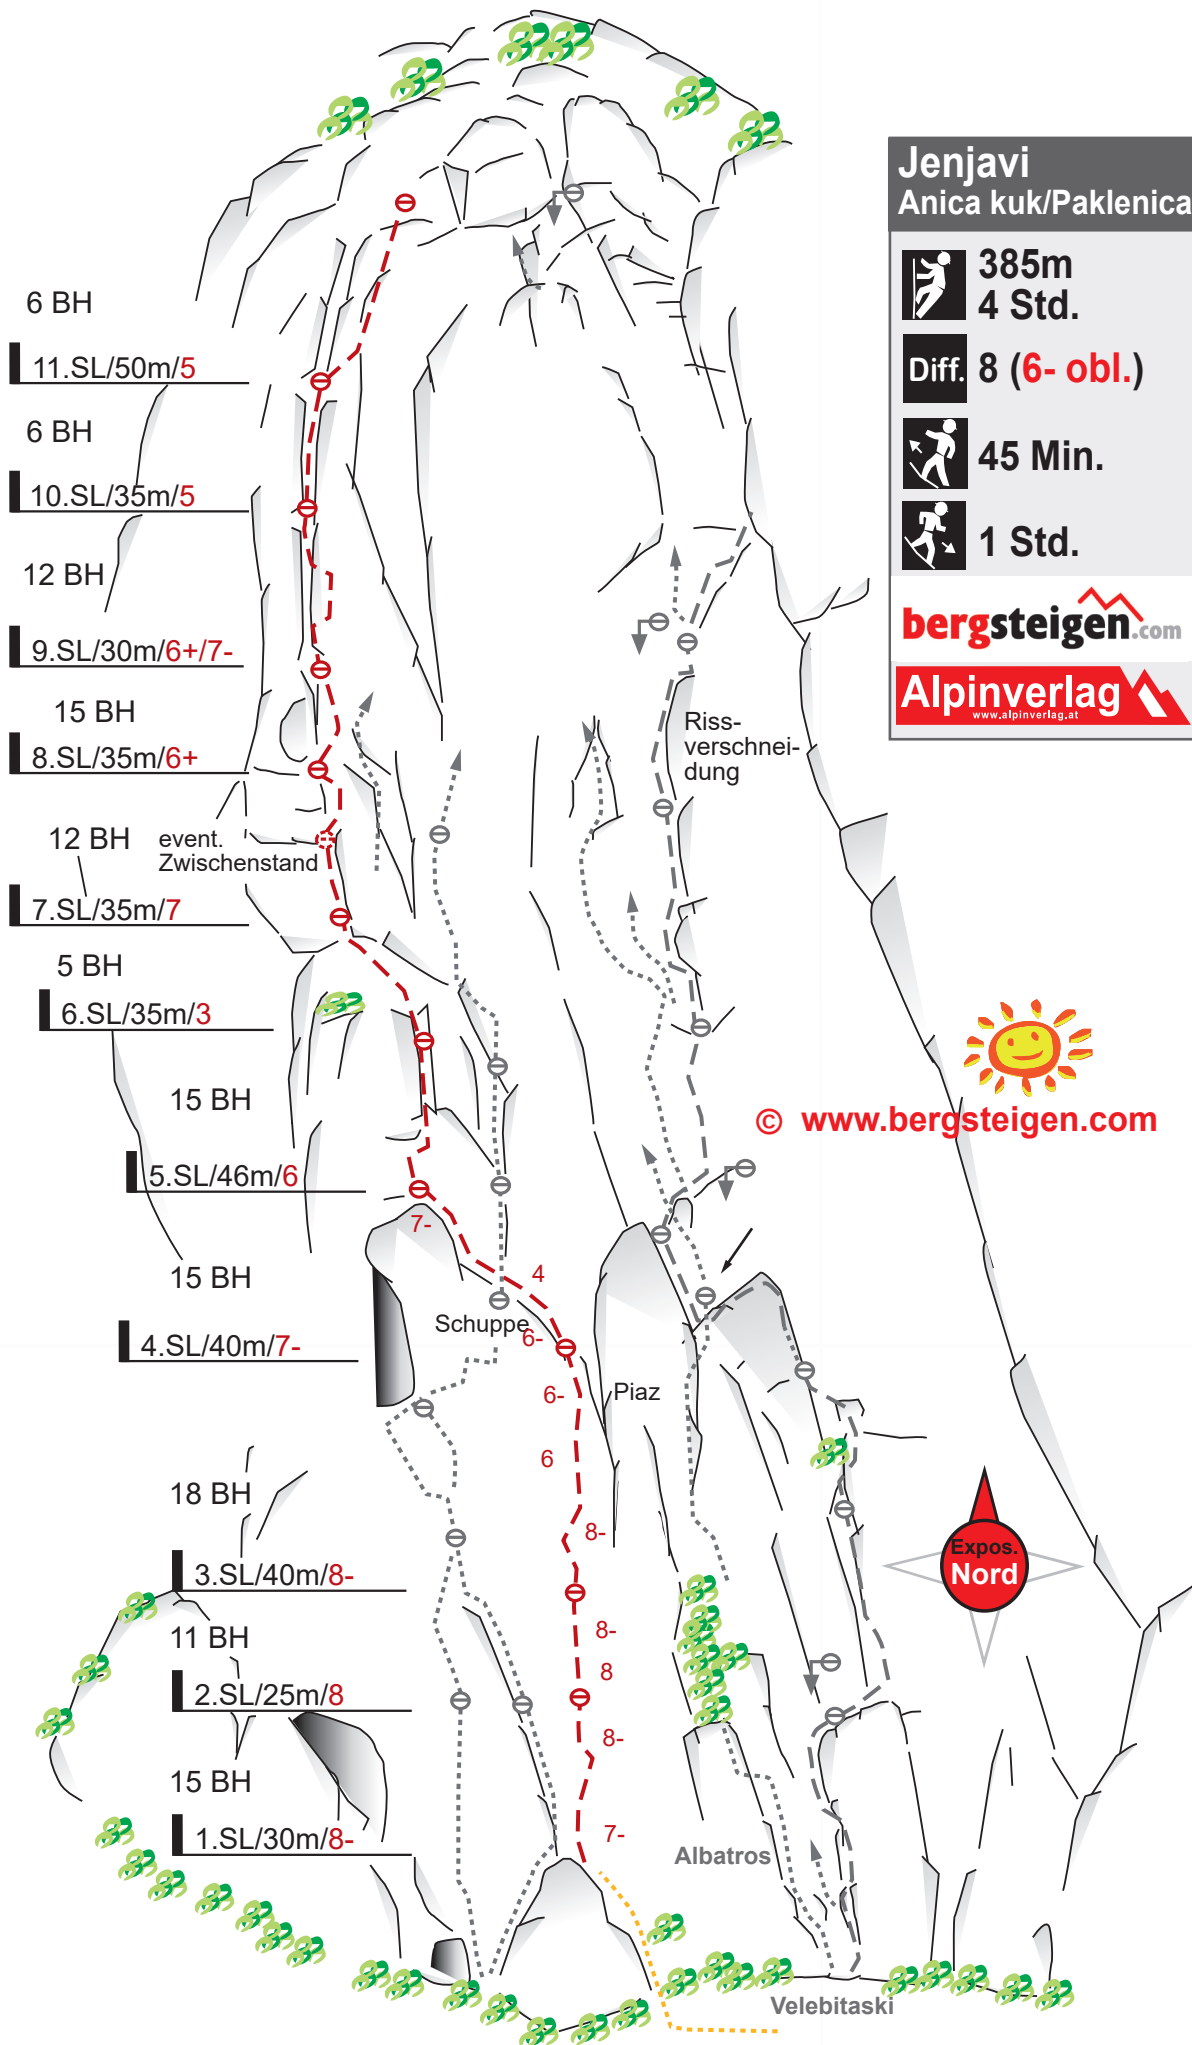 Jenjavi
Anica kuk/Paklenica
385m
4 Std.
Diff. 8 (6- obl.)
45 Min.
1 Std.
bergsteigen.com
Alpinverlag
www.alpinverlag.at
6 BH
11.SL/50m/5
6 BH
10.SL/35m/5
12 BH
9.SL/30m/6+/7-
15 BH
8.SL/35m/6+
12 BH
event.
Zwischenstand
7.SL/35m/7
5 BH
6.SL/35m/3
15 BH
5.SL/46m/6
15 BH
4.SL/40m/7-
18 BH
3.SL/40m/8-
11 BH
2.SL/25m/8
15 BH
1.SL/30m/8-
Riss-
verschnei-
dung
© www.bergsteigen.com
7-
4
Schuppe
6-
6-
Piaz
6
8-
8-
8
8-
7-
Expos.
Nord
Albatros
Velebitaski